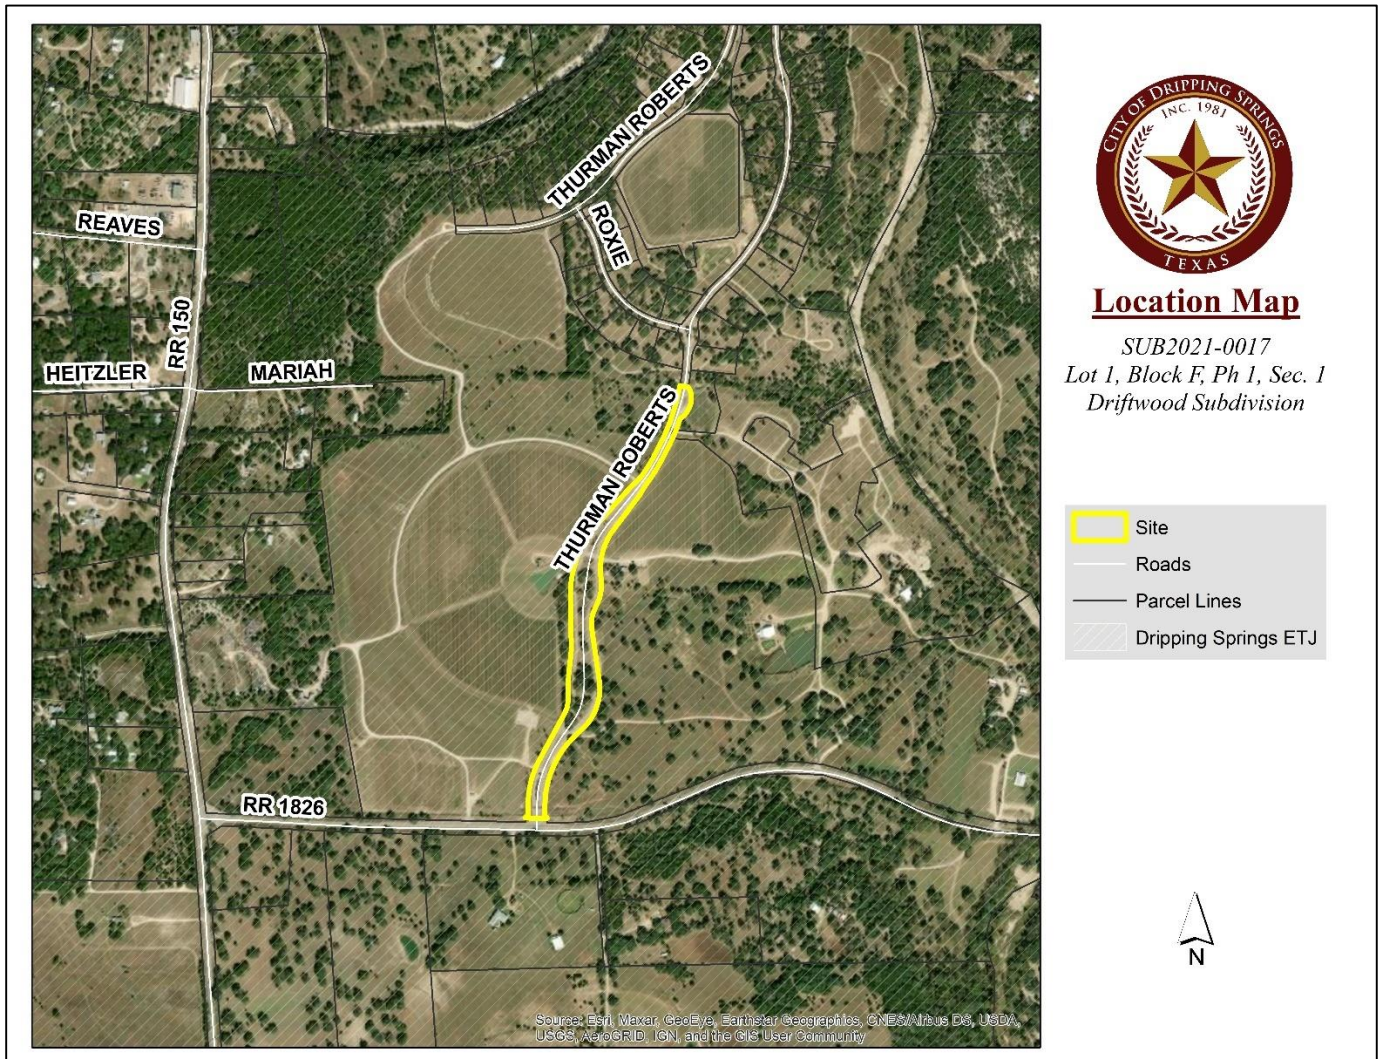 THURMAN ROBERTS
ROXIE
REAVES
RR 150
HEITZLER
MARIAH
THURMAN ROBERTS
RR 1826
Source: Esri, Maxar, GeoEye, Earthstar Geographics, CNES/Airbus DS, USDA,
USGS, AeroGRID, IGN, and the GIS User Community
CITY OF DRIPPING SPRINGS
INC. 1981
TEXAS
Location Map
SUB2021-0017
Lot 1, Block F, Ph 1, Sec. 1
Driftwood Subdivision
Site
Roads
Parcel Lines
Dripping Springs ETJ
N